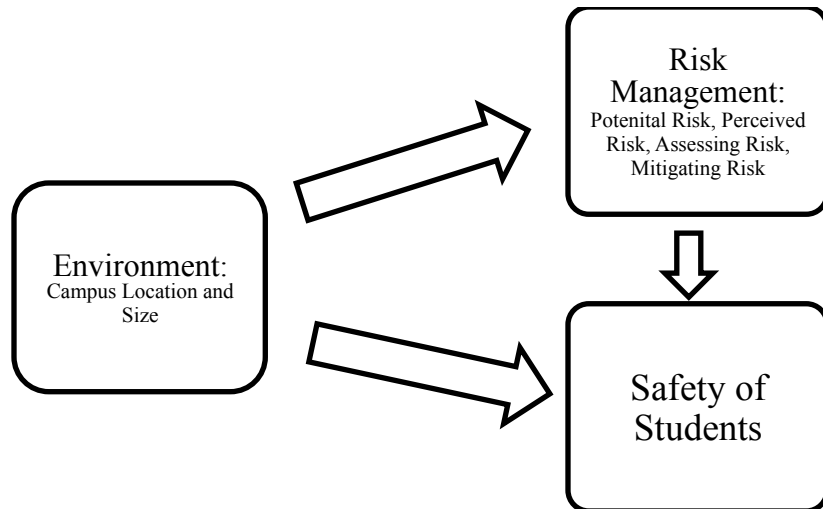 Environment:
Campus Location and
Size
Risk
Management:
Potenital Risk, Perceived
Risk, Assessing Risk,
Mitigating Risk
Safety of
Students